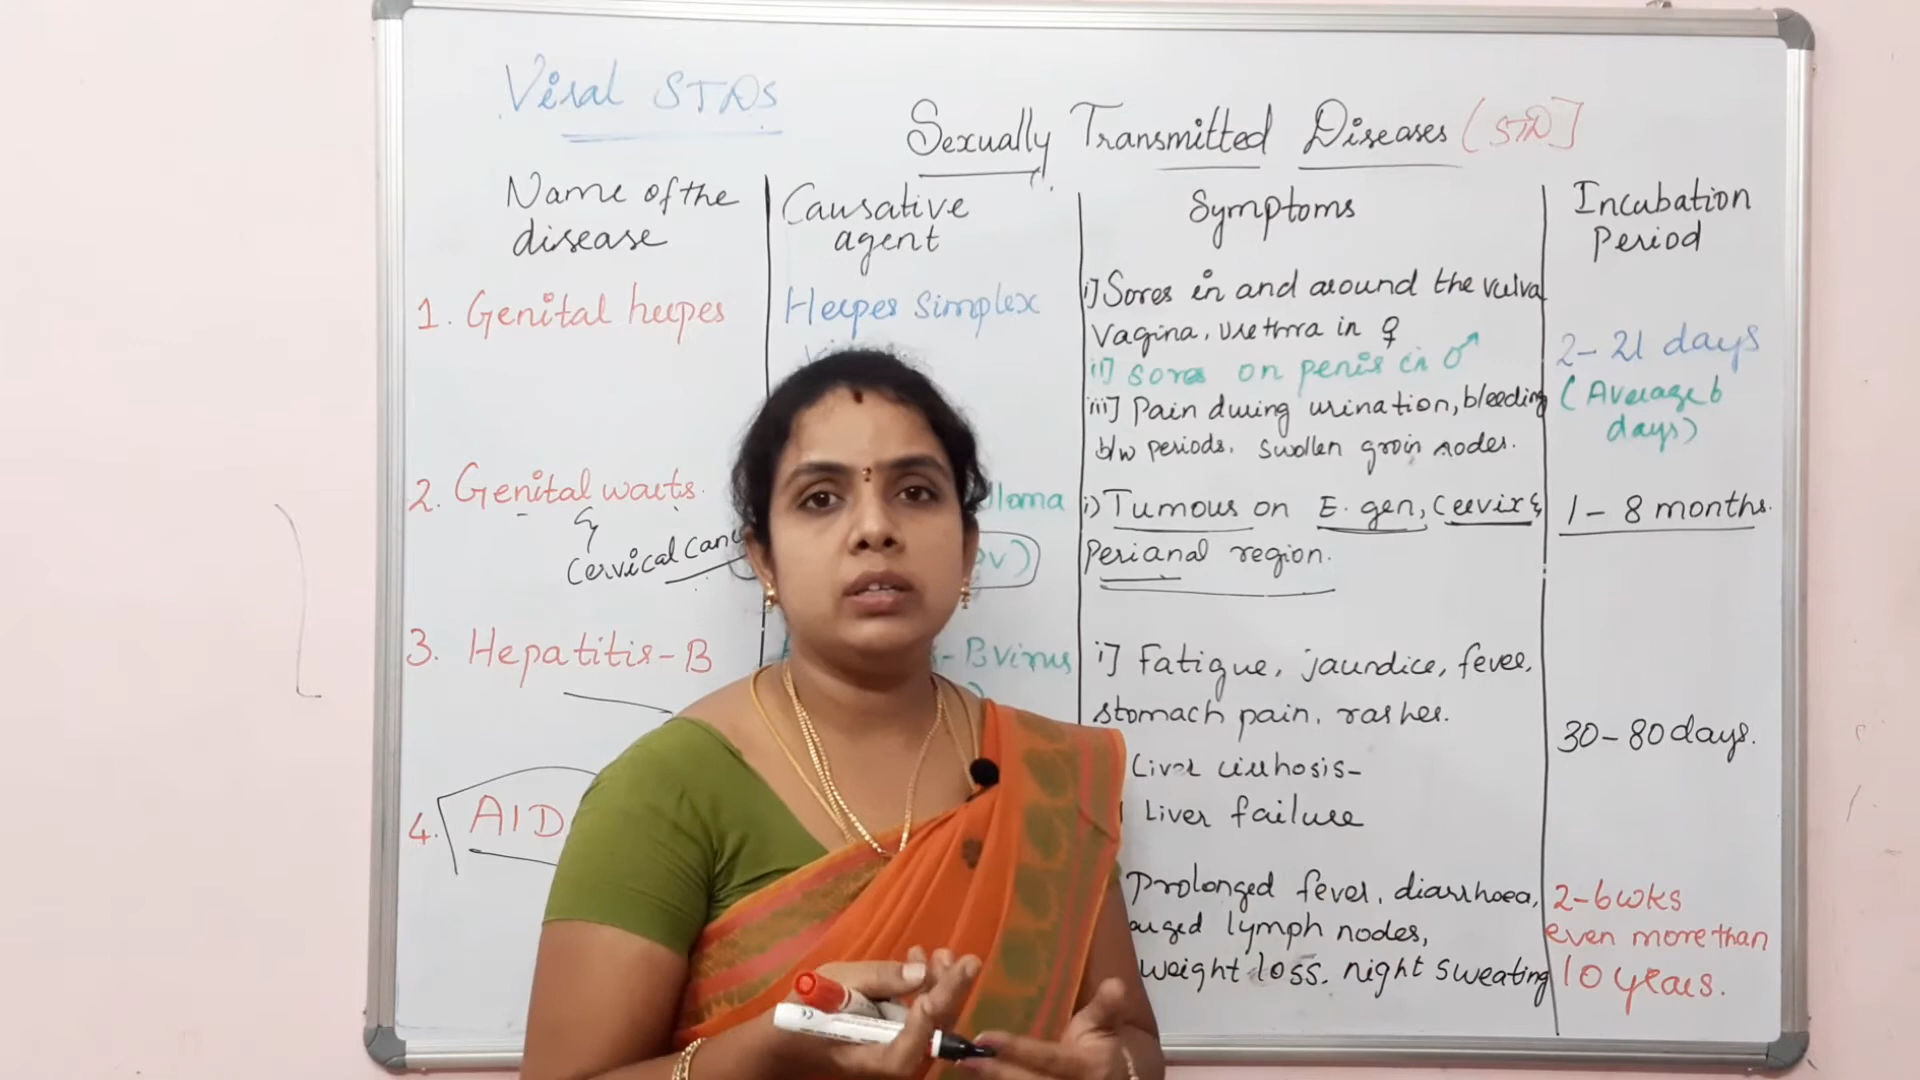 Viral STDs
Sexually Transmitted Diseases (STD]
Name of the
disease
Causative
agent
Symptoms
Incubation
Period
1. Genital herpes
Herpes Simplex
i] Sores in and around the vulva
Vagina, urethra in ♀
ii] Sores on penis in ♂
iii] Pain during urination, bleeding
b/w periods, swollen groin nodes.
2-21 days
(Average 6
days)
2. Genital warts.
Cervical
i) Tumous on E. gen, Cervix &
Perianal region.
1-8 months.
3. Hepatitis-B
-B virus
i] Fatigue, jaundice, fever,
stomach pain, rashes.
Liver cirrhosis-
Liver failure
30-80 days.
4.
Prolonged fever, diarrhoea,
lymph nodes,
weight loss, night sweating
2-6 wks
even more than
10 years.